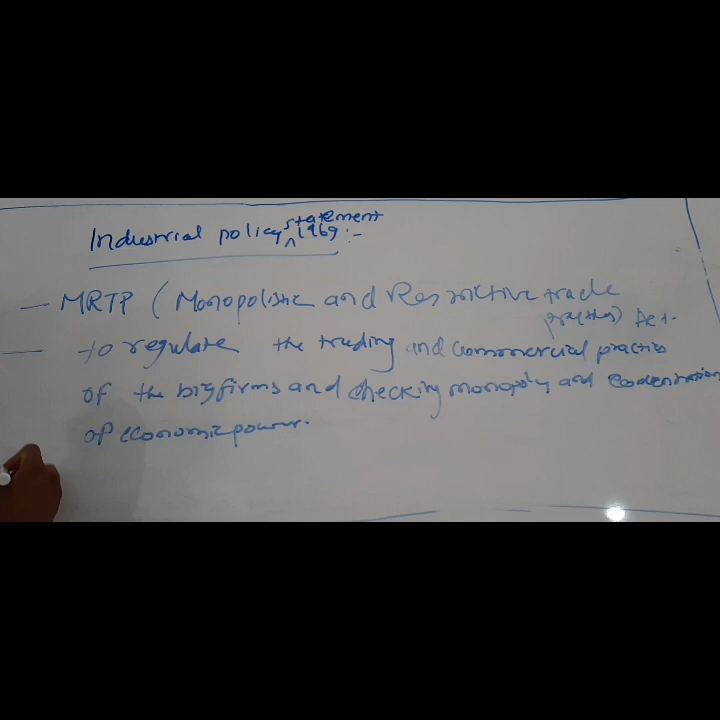 Industrial policy statement 1969 :-
— MRTP (Monopolistic and Restrictive trade practices) Act.
— to regulate the trading and commercial practices
of the big firms and checking monopoly and concentration
of economic power.